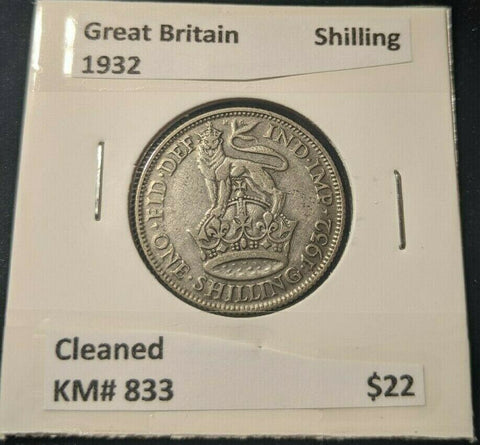 Great Britain Shilling
1932
FID·DEF IND·IMP·
·ONE·SHILLING·1932
Cleaned
KM# 833 $22